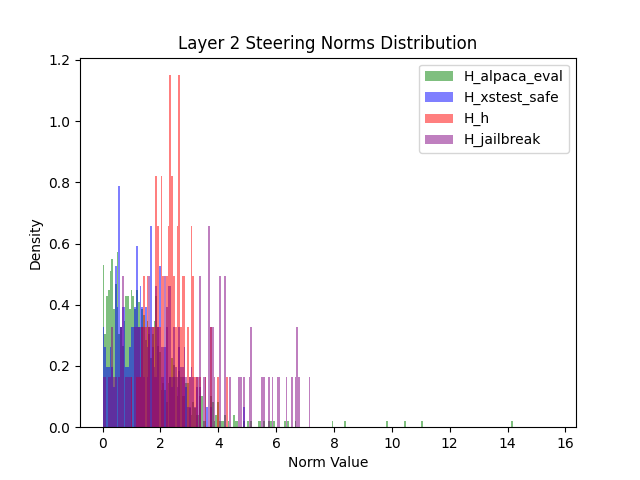 Layer 2 Steering Norms Distribution
1.2
1.0
0.8
0.6
0.4
0.2
0.0
Density
H_alpaca_eval
H_xstest_safe
H_h
H_jailbreak
0 2 4 6 8 10 12 14 16
Norm Value